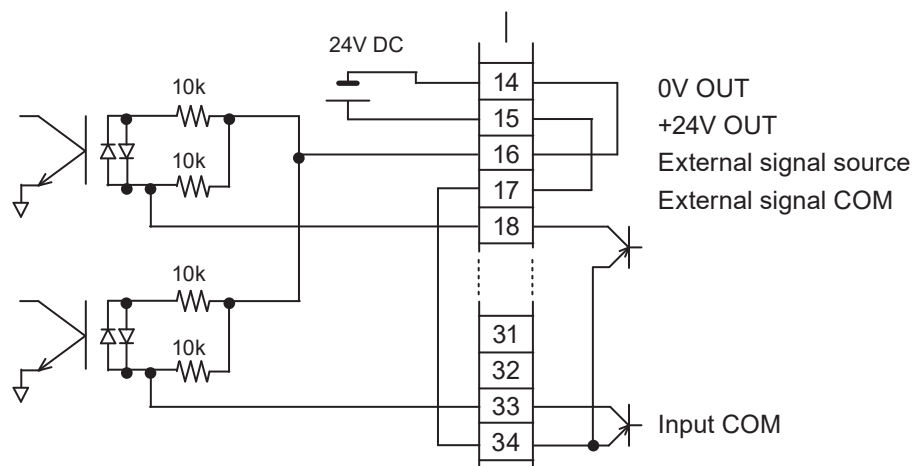 24V DC
14 0V OUT
10k
15 +24V OUT
16 External signal source
10k
17 External signal COM
18
10k
31
10k
32
33 Input COM
34